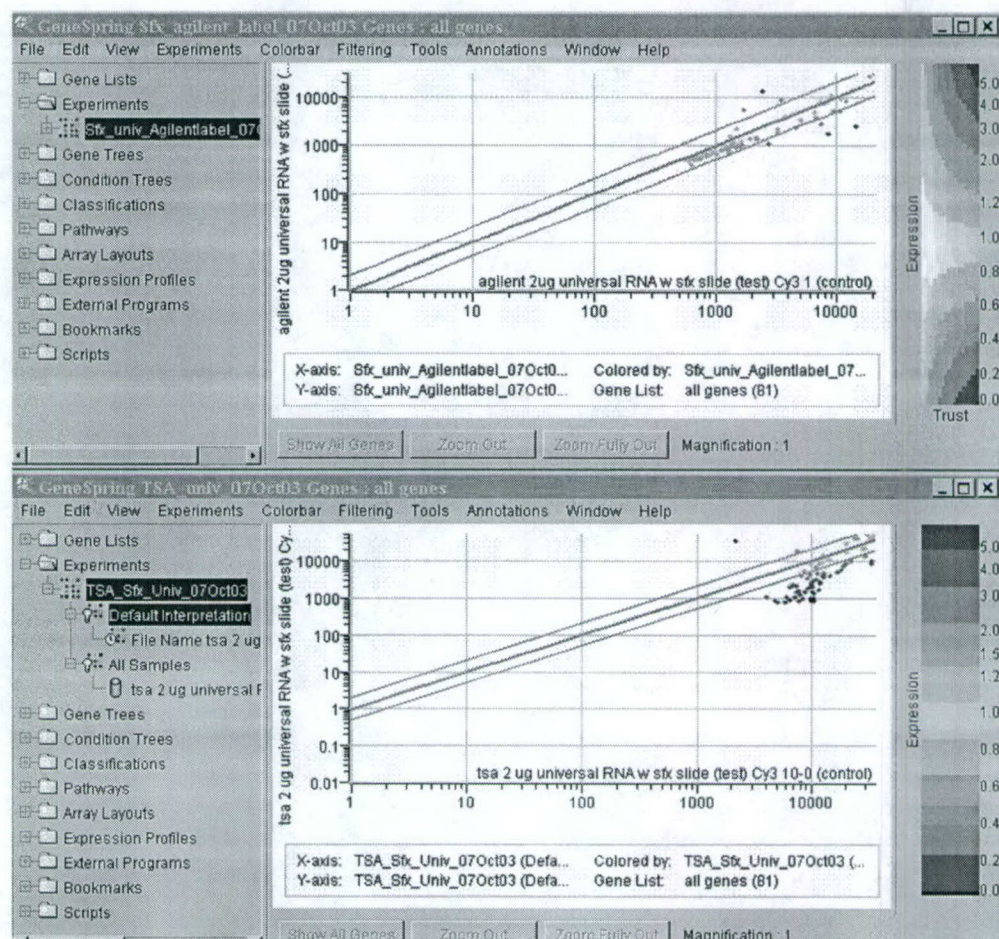 GeneSpring Sfx_agilent_label_07Oct03 Genes : all genes
File Edit View Experiments Colorbar Filtering Tools Annotations Window Help
Gene Lists
Experiments
Sfx_univ_Agilentlabel_07(
Gene Trees
Condition Trees
Classifications
Pathways
Array Layouts
Expression Profiles
External Programs
Bookmarks
Scripts
agilent 2ug universal RNA w sfx slide (...
10000
1000
100
10
1
agilent 2ug universal RNA w sfx slide (test) Cy3 1 (control)
1 10 100 1000 10000
X-axis: Sfx_univ_Agilentlabel_07Oct0... Colored by: Sfx_univ_Agilentlabel_07...
Y-axis: Sfx_univ_Agilentlabel_07Oct0... Gene List: all genes (81)
Show All Genes Zoom Out Zoom Fully Out Magnification : 1
Expression
5.0
4.0
3.0
1.2
1.0
0.8
0.6
0.4
0.2
0.0
Trust
GeneSpring TSA_univ_07Oct03 Genes : all genes
File Edit View Experiments Colorbar Filtering Tools Annotations Window Help
Gene Lists
Experiments
TSA_Sfx_Univ_07Oct03
Default Interpretation
File Name tsa 2 ug
All Samples
tsa 2 ug universal F
Gene Trees
Condition Trees
Classifications
Pathways
Array Layouts
Expression Profiles
External Programs
Bookmarks
Scripts
tsa 2 ug universal RNA w sfx slide (test) Cy...
10000
1000
100
10
1
0.1
0.01
tsa 2 ug universal RNA w sfx slide (test) Cy3 10-0 (control)
1 10 100 1000 10000
X-axis: TSA_Sfx_Univ_07Oct03 (Defa... Colored by: TSA_Sfx_Univ_07Oct03 (...
Y-axis: TSA_Sfx_Univ_07Oct03 (Defa... Gene List: all genes (81)
Show All Genes Zoom Out Zoom Fully Out Magnification : 1
Expression
5.0
4.0
3.0
2.0
1.5
1.2
1.0
0.8
0.6
0.4
0.2
0.0